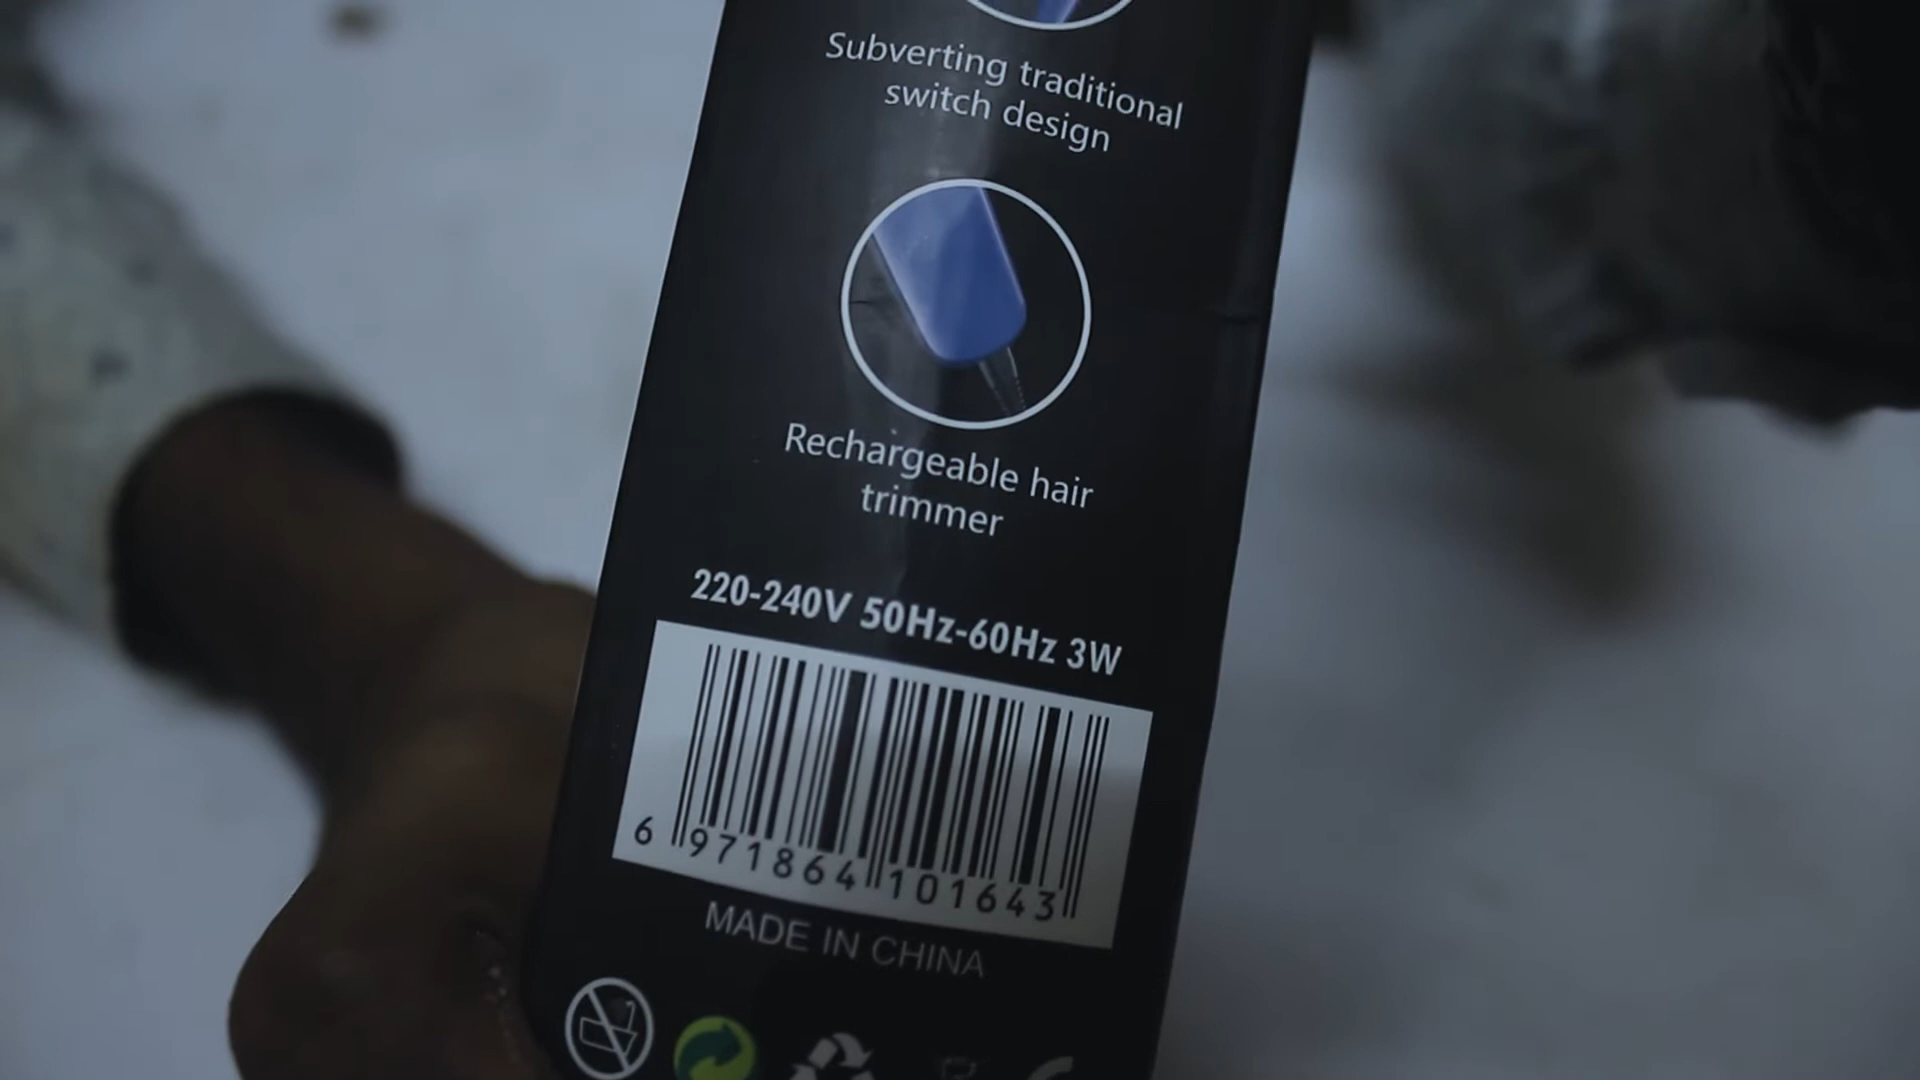 Subverting traditional
switch design
Rechargeable hair
trimmer
220-240V 50Hz-60Hz 3W
6 971864 101643
MADE IN CHINA